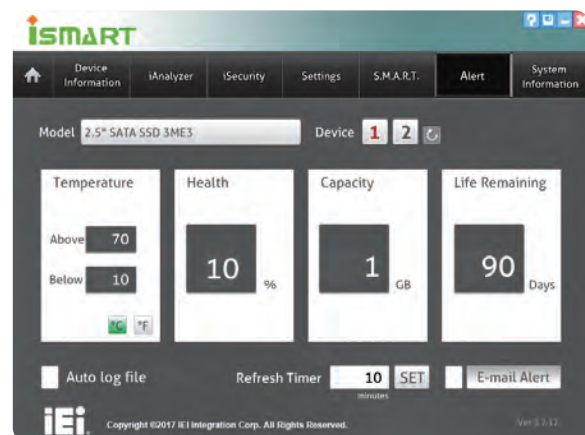 iSMART
Device Information
iAnalyzer
iSecurity
Settings
S.M.A.R.T.
Alert
System Information
Model 2.5" SATA SSD 3ME3 Device 1 2
Temperature
Above 70
Below 10
°C °F
Health
10 %
Capacity
1 GB
Life Remaining
90 Days
Auto log file
Refresh Timer 10 SET
minutes
E-mail Alert
iEi Copyright ©2017 IEI Integration Corp. All Rights Reserved.